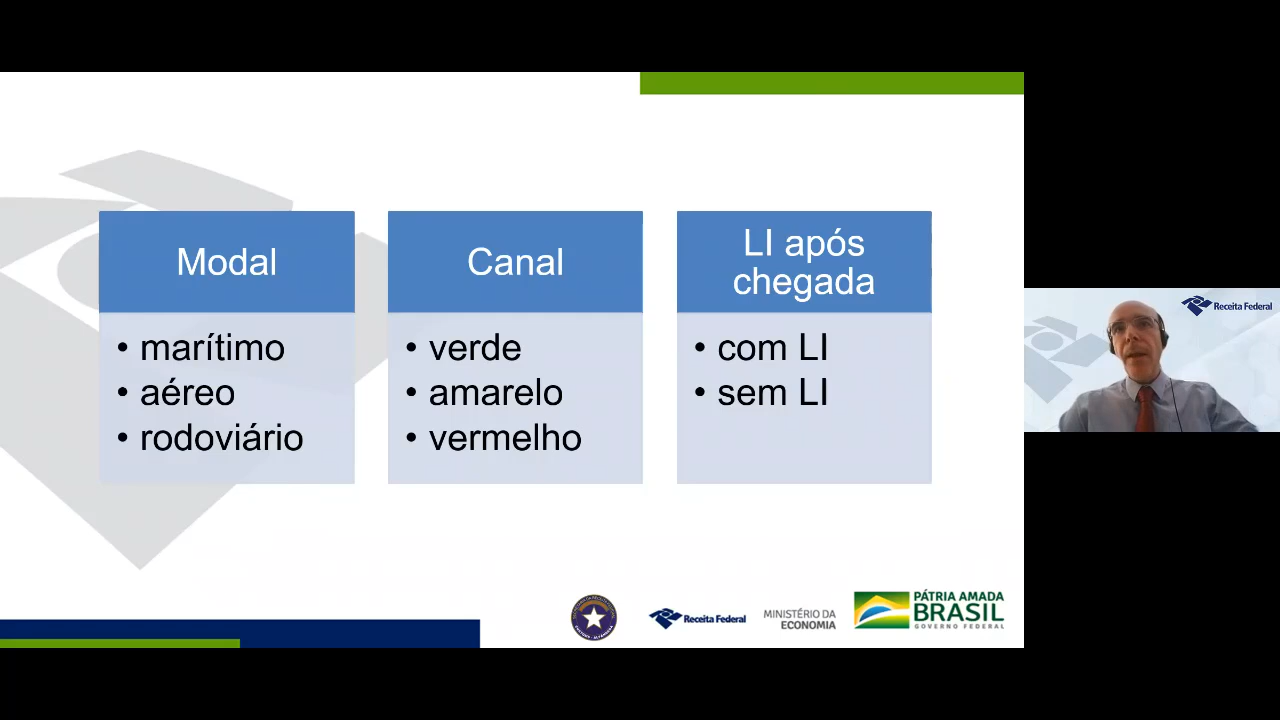 Modal
• marítimo
• aéreo
• rodoviário
Canal
• verde
• amarelo
• vermelho
LI após
chegada
• com LI
• sem LI
Receita Federal
Receita Federal
MINISTÉRIO DA
ECONOMIA
PÁTRIA AMADA
BRASIL
GOVERNO FEDERAL